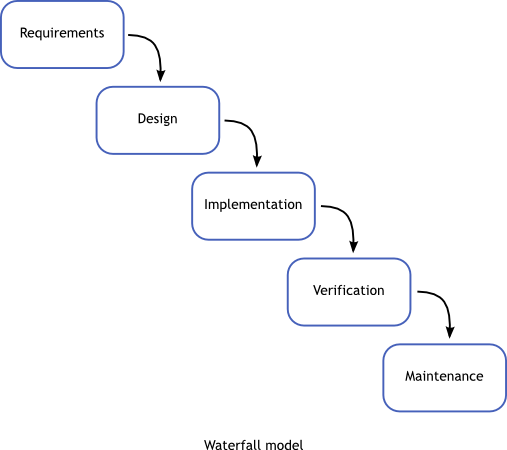 Requirements
Design
Implementation
Verification
Maintenance
Waterfall model